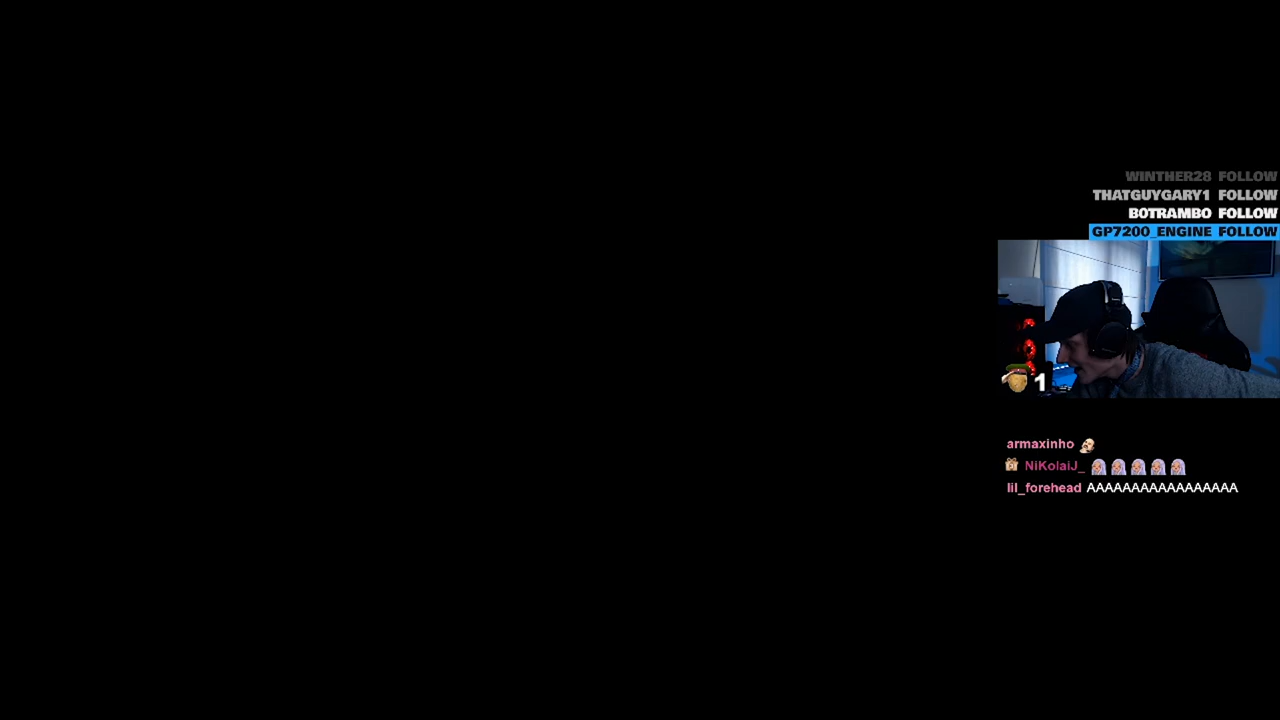 WINTHER28 FOLLOW
THATGUYGARY1 FOLLOW
BOTRAMBO FOLLOW
GP7200_ENGINE FOLLOW
1
armaxinho
NiKolaiJ_
lil_forehead AAAAAAAAAAAAAAAAA